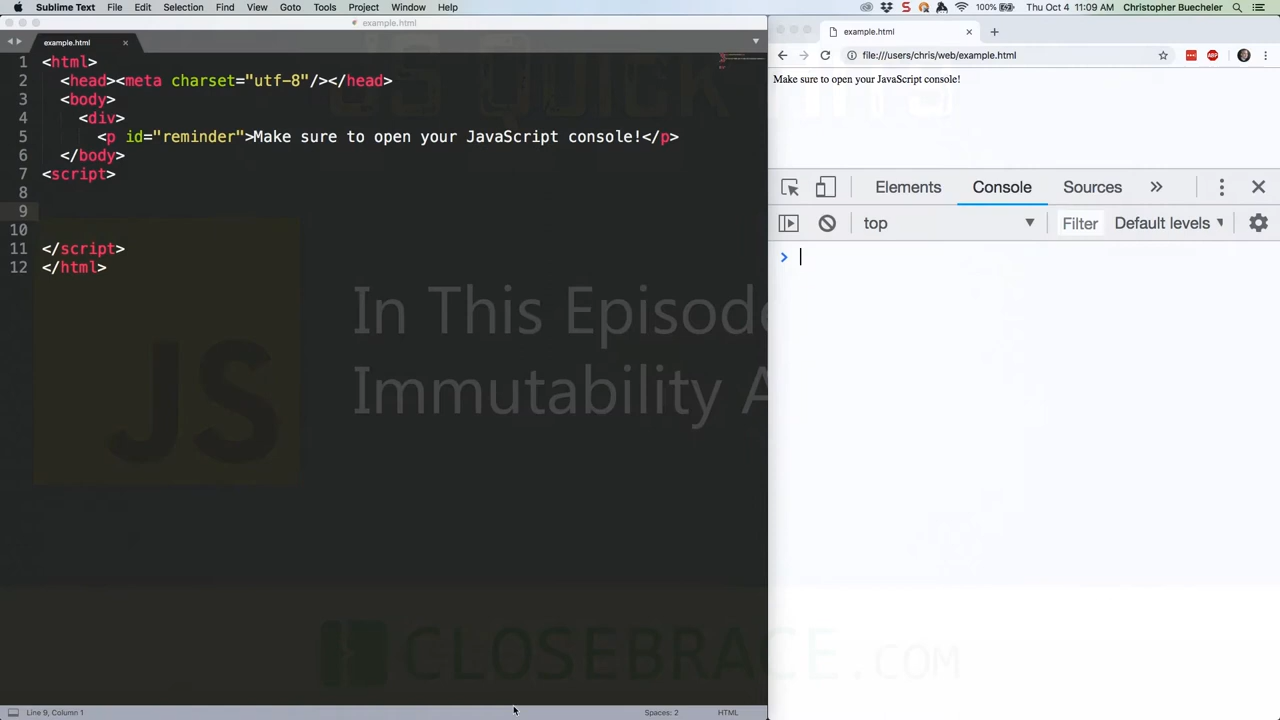 Sublime Text File Edit Selection Find View Goto Tools Project Window Help
100% Thu Oct 4 11:09 AM Christopher Buecheler
example.html
example.html
1 <html>
2 <head><meta charset="utf-8"/></head>
3 <body>
4 <div>
5 <p id="reminder">Make sure to open your JavaScript console!</p>
6 </body>
7 <script>
8
9
10
11 </script>
12 </html>
Line 9, Column 1
Spaces: 2
HTML
example.html
file:///users/chris/web/example.html
ABP
Make sure to open your JavaScript console!
Elements Console Sources
top Filter Default levels
JS
In This Episode
Immutability A
CLOSEBRACE.COM